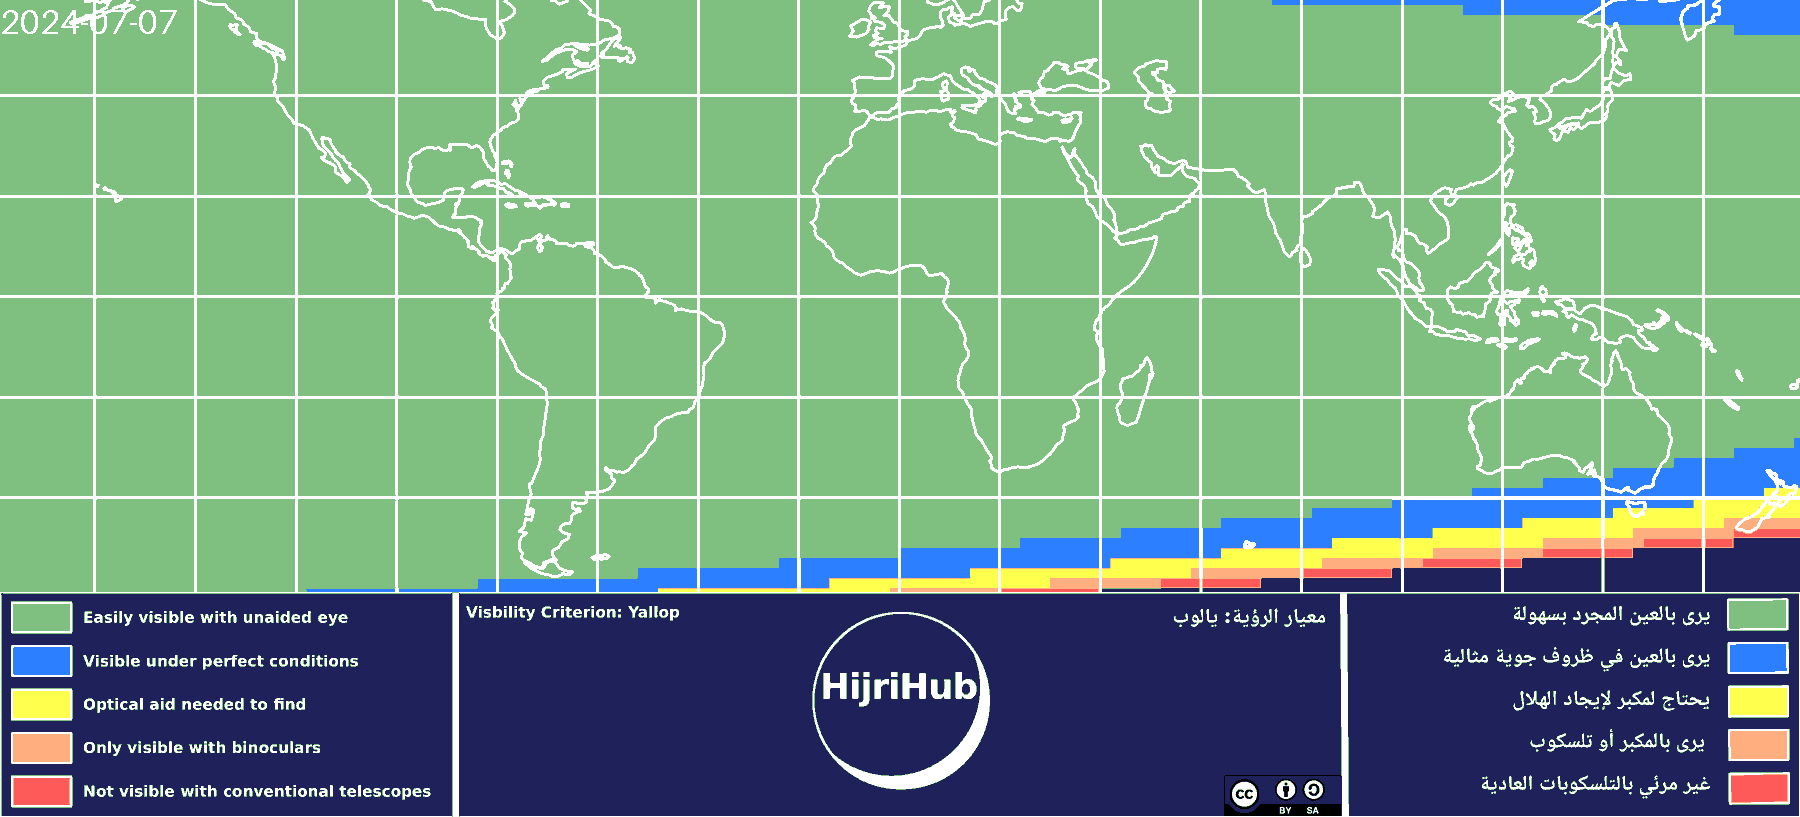 2024-07-07
Easily visible with unaided eye
Visible under perfect conditions
Optical aid needed to find
Only visible with binoculars
Not visible with conventional telescopes
Visbility Criterion: Yallop
معيار الرؤية: يالوب
HijriHub
cc
BY SA
يرى بالعين المجرد بسهولة
يرى بالعين في ظروف جوية مثالية
يحتاج لمكبر لإيجاد الهلال
يرى بالمكبر أو تلسكوب
غير مرئي بالتلسكوبات العادية